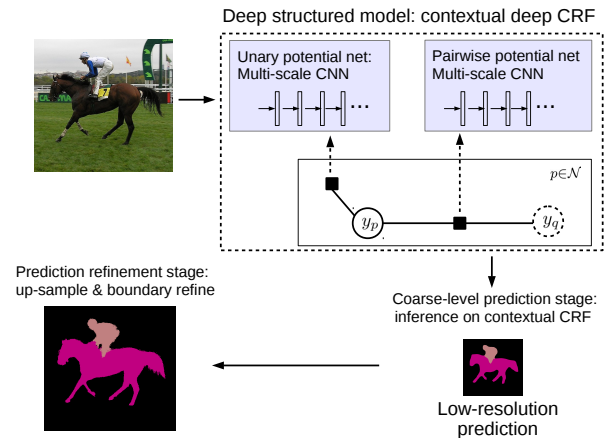 Deep structured model: contextual deep CRF
Unary potential net:
Multi-scale CNN
...
Pairwise potential net
Multi-scale CNN
...
p∈𝒩
y_p
y_q
Prediction refinement stage:
up-sample & boundary refine
Coarse-level prediction stage:
inference on contextual CRF
Low-resolution
prediction